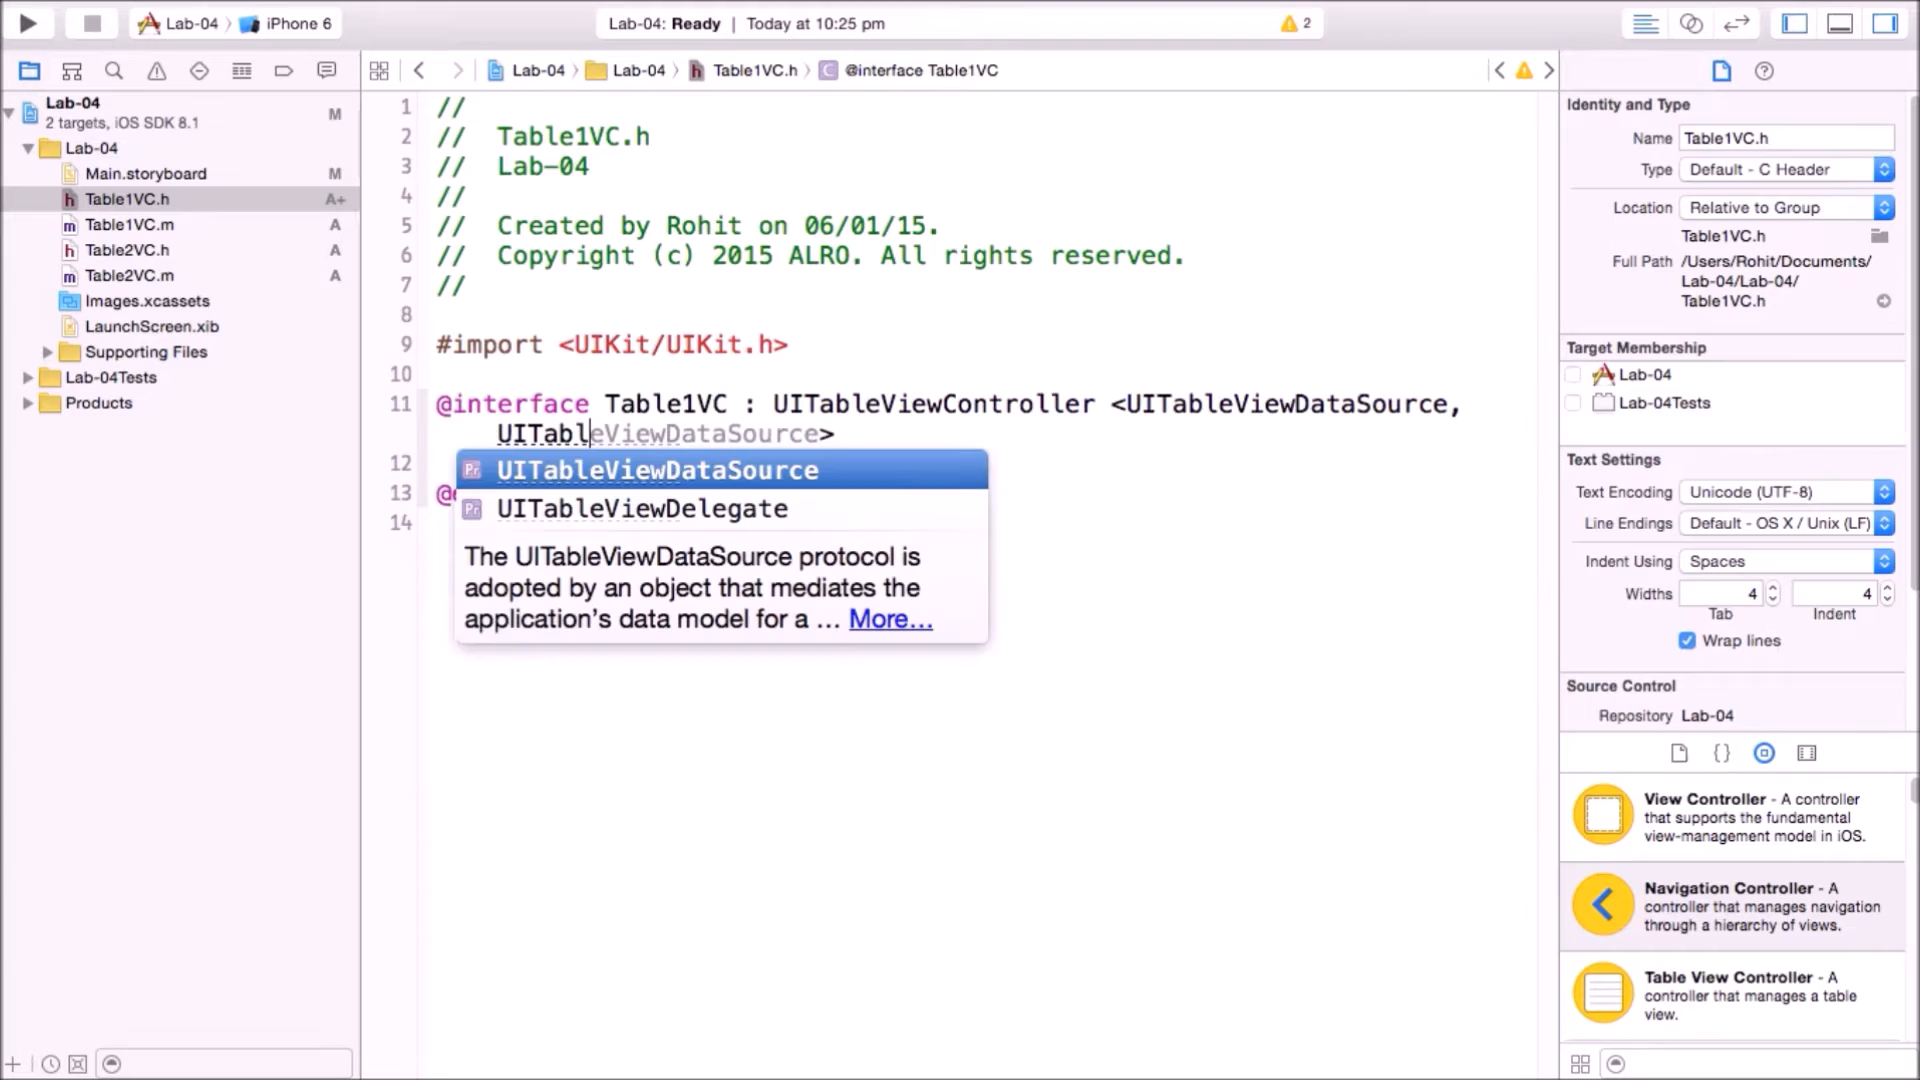 Lab-04 〉 iPhone 6
Lab-04: Ready | Today at 10:25 pm
2
Lab-04 〉 Lab-04 〉 h Table1VC.h 〉 C @interface Table1VC
Lab-04 M
2 targets, iOS SDK 8.1
Lab-04
Main.storyboard M
h Table1VC.h A+
m Table1VC.m A
h Table2VC.h A
m Table2VC.m A
Images.xcassets
LaunchScreen.xib
Supporting Files
Lab-04Tests
Products
1 //
2 //  Table1VC.h
3 //  Lab-04
4 //
5 //  Created by Rohit on 06/01/15.
6 //  Copyright (c) 2015 ALRO. All rights reserved.
7 //
8
9 #import <UIKit/UIKit.h>
10
11 @interface Table1VC : UITableViewController <UITableViewDataSource,
UITableViewDataSource>
12
13 @
14
Pr UITableViewDataSource
Pr UITableViewDelegate
The UITableViewDataSource protocol is
adopted by an object that mediates the
application's data model for a ... More...
Identity and Type
Name Table1VC.h
Type Default - C Header
Location Relative to Group
Table1VC.h
Full Path /Users/Rohit/Documents/
Lab-04/Lab-04/
Table1VC.h
Target Membership
Lab-04
Lab-04Tests
Text Settings
Text Encoding Unicode (UTF-8)
Line Endings Default - OS X / Unix (LF)
Indent Using Spaces
Widths 4 4
Tab Indent
Wrap lines
Source Control
Repository Lab-04
{ }
View Controller - A controller
that supports the fundamental
view-management model in iOS.
Navigation Controller - A
controller that manages navigation
through a hierarchy of views.
Table View Controller - A
controller that manages a table
view.